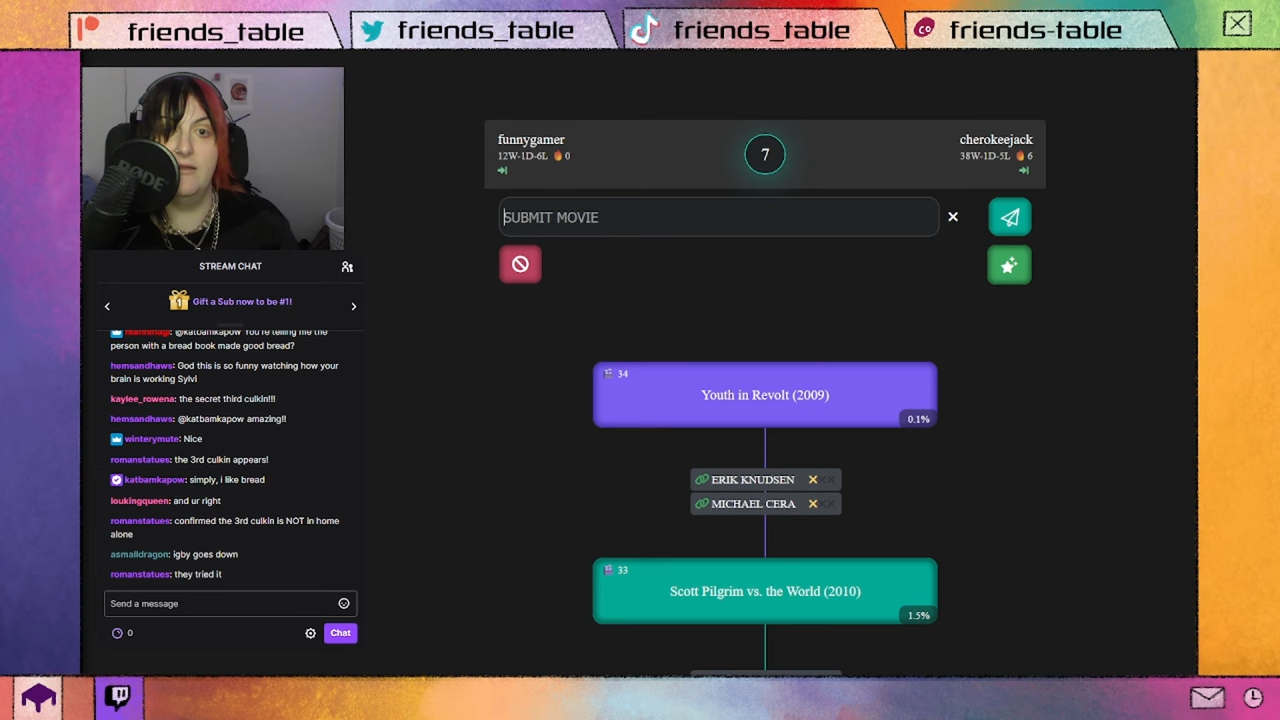 friends_table
friends_table
friends_table
friends-table
RØDE
funnygamer
12W-1D-6L 0
7
cherokeejack
38W-1D-5L 6
SUBMIT MOVIE
STREAM CHAT
1
Gift a Sub now to be #1!
@katbamkapow You're telling me the
person with a bread book made good bread?
hemsandhaws: God this is so funny watching how your
brain is working Sylvi
kaylee_rowena: the secret third culkin!!!
hemsandhaws: @katbamkapow amazing!!
winterymute: Nice
romanstatues: the 3rd culkin appears!
katbamkapow: simply, i like bread
loukingqueen: and ur right
romanstatues: confirmed the 3rd culkin is NOT in home
alone
asmalldragon: igby goes down
romanstatues: they tried it
Send a message
0
Chat
34
Youth in Revolt (2009)
0.1%
ERIK KNUDSEN
MICHAEL CERA
33
Scott Pilgrim vs. the World (2010)
1.5%